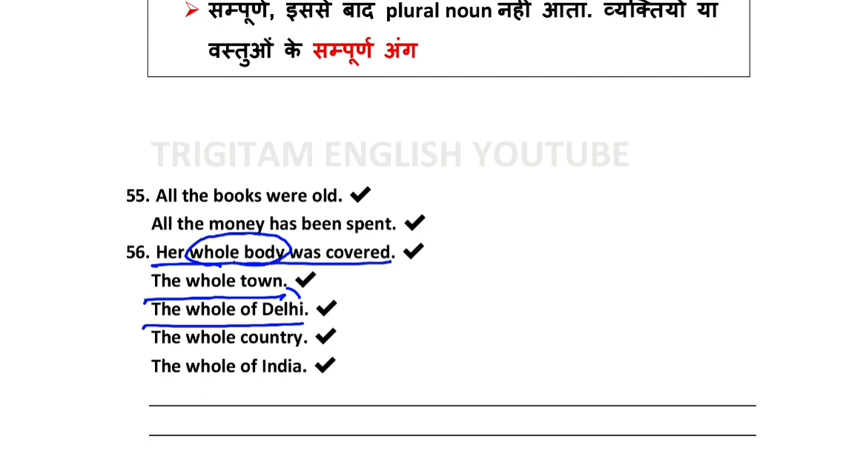 ➢ सम्पूर्ण, इससे बाद plural noun नही आता. व्यक्तियो या
वस्तुओं के सम्पूर्ण अंग
TRIGITAM ENGLISH YOUTUBE
55. All the books were old. ✔
All the money has been spent. ✔
56. Her whole body was covered. ✔
The whole town. ✔
The whole of Delhi. ✔
The whole country. ✔
The whole of India. ✔